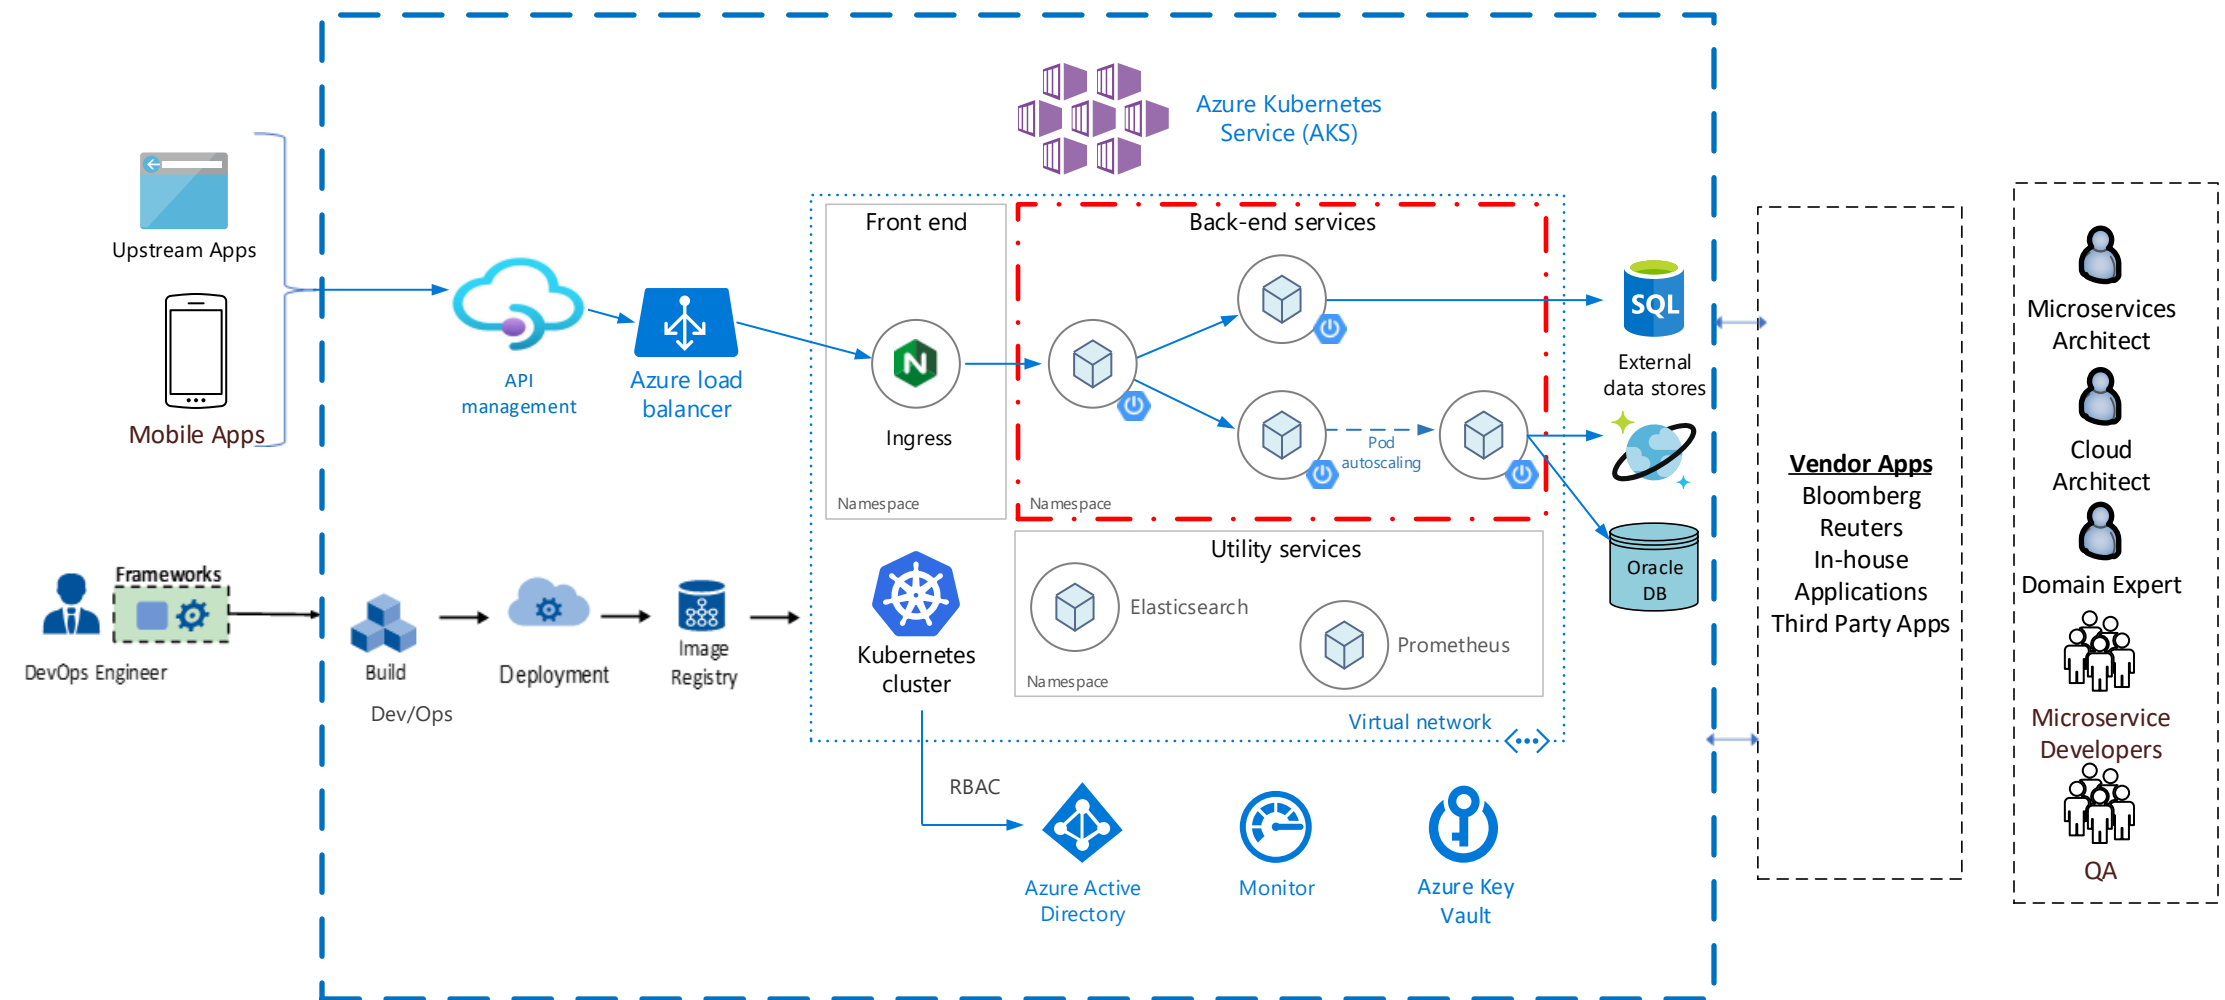 Azure Kubernetes
Service (AKS)
Upstream Apps
Mobile Apps
API
management
Azure load
balancer
Front end
N
Ingress
Namespace
Back-end services
Pod
autoscaling
Namespace
SQL
External
data stores
Oracle
DB
Utility services
Elasticsearch
Prometheus
Namespace
Kubernetes
cluster
Virtual network
Frameworks
DevOps Engineer
Build
Dev/Ops
Deployment
Image
Registry
RBAC
Azure Active
Directory
Monitor
Azure Key
Vault
Vendor Apps
Bloomberg
Reuters
In-house
Applications
Third Party Apps
Microservices
Architect
Cloud
Architect
Domain Expert
Microservice
Developers
QA